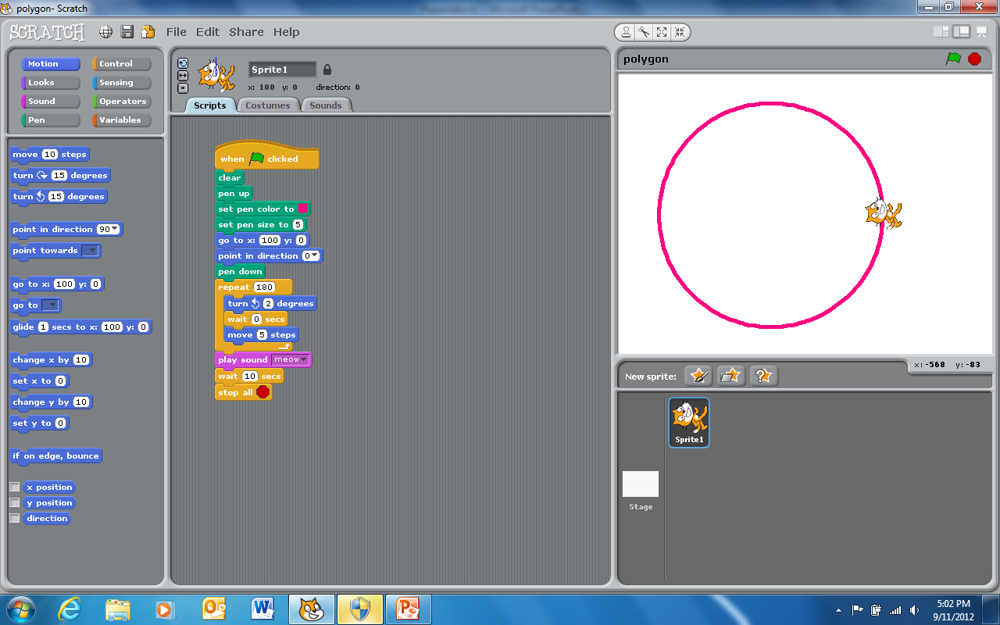 polygon- Scratch
SCRATCH
File Edit Share Help
Motion
Control
Looks
Sensing
Sound
Operators
Pen
Variables
move 10 steps
turn 15 degrees
turn 15 degrees
point in direction 90
point towards
go to x: 100 y: 0
go to
glide 1 secs to x: 100 y: 0
change x by 10
set x to 0
change y by 10
set y to 0
if on edge, bounce
x position
y position
direction
Sprite1
x: 100 y: 0 direction: 0
Scripts Costumes Sounds
when clicked
clear
pen up
set pen color to
set pen size to 5
go to x: 100 y: 0
point in direction 0
pen down
repeat 180
turn 2 degrees
wait 0 secs
move 5 steps
play sound meow
wait 10 secs
stop all
polygon
x: -568 y: -83
New sprite:
Sprite1
Stage
5:02 PM
9/11/2012